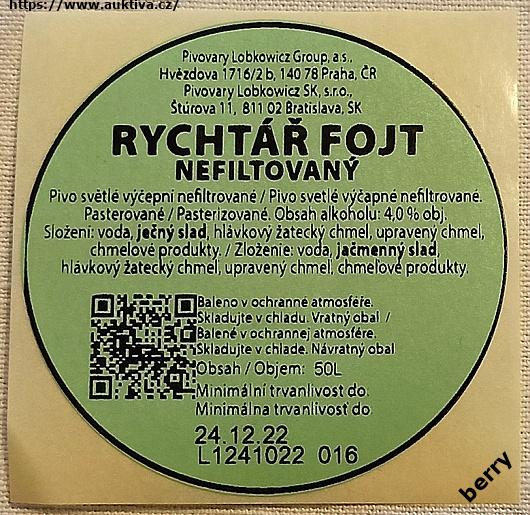 https://www.auktiva.cz/
Pivovary Lobkowicz Group, a.s.,
Hvězdova 1716/2 b, 140 78 Praha, ČR
Pivovary Lobkowicz SK, s.r.o.,
Štúrova 11, 811 02 Bratislava, SK
RYCHTÁŘ FOJT
NEFILTOVANÝ
Pivo světlé výčepní nefiltrované / Pivo svetlé výčapné nefiltrované.
Pasterované / Pasterizované. Obsah alkoholu: 4,0 % obj.
Složení: voda, ječný slad, hlávkový žatecký chmel, upravený chmel,
chmelové produkty. / Zloženie: voda, jačmenný slad,
hlávkový žatecký chmel, upravený chmel, chmeľové produkty.
Baleno v ochranné atmosféře.
Skladujte v chladu. Vratný obal /
Balené v ochrannej atmosfére.
Skladujte v chlade. Návratný obal
Obsah / Objem: 50L
Minimální trvanlivost do:
Minimálna trvanlivosť do
24.12.22
L1241022 016
berry